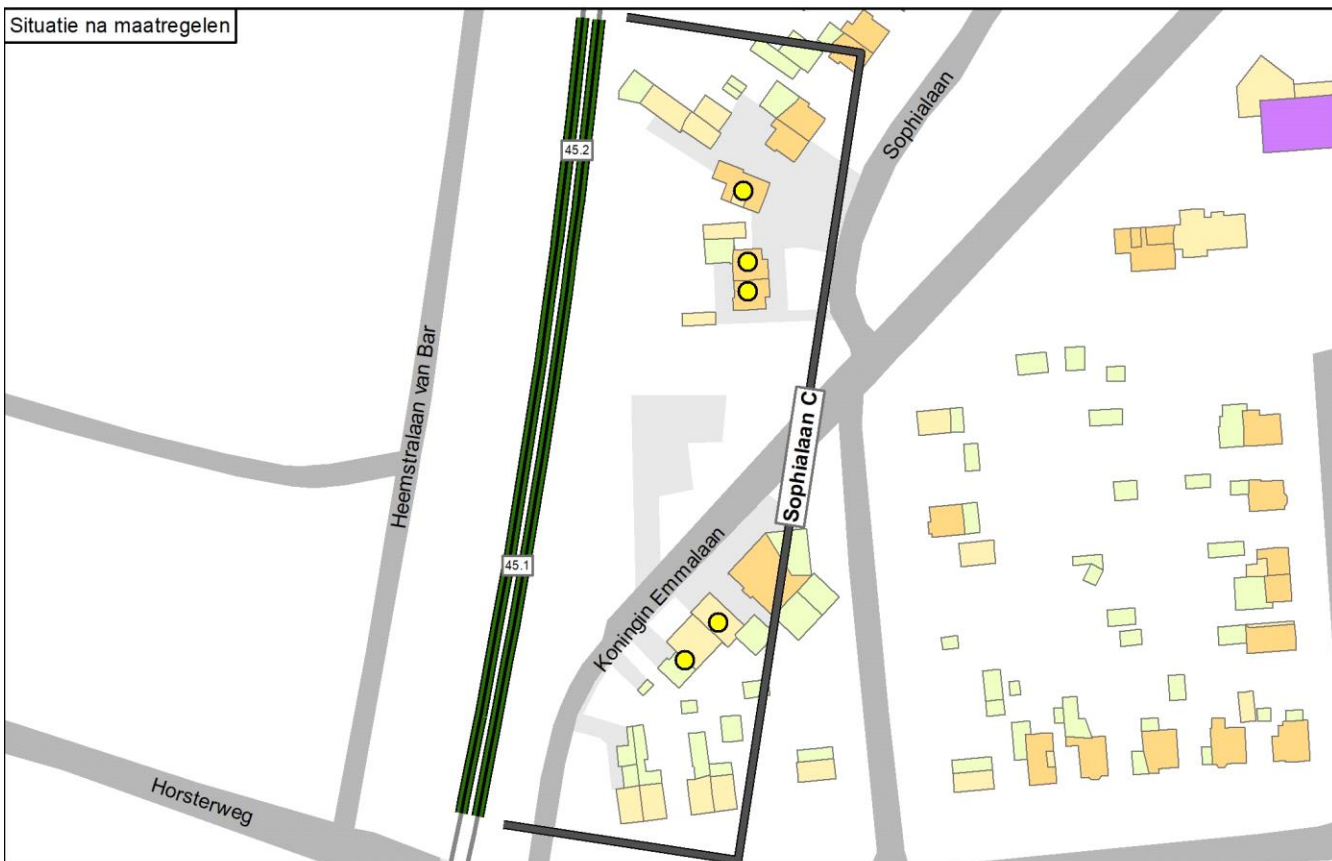 Situatie na maatregelen
Sophialaan
45.2
Heemstralaan van Bar
Sophialaan C
45.1
Koningin Emmalaan
Horsterweg